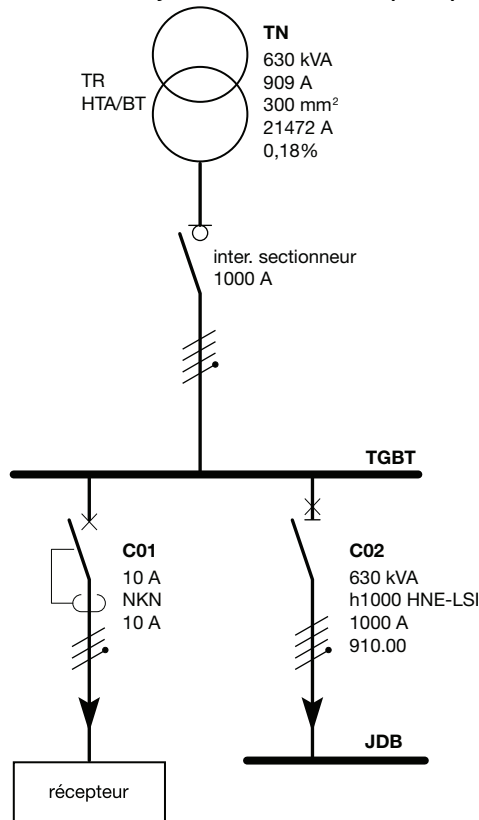 TN
630 kVA
909 A
300 mm²
21472 A
0,18%
TR
HTA/BT
inter. sectionneur
1000 A
TGBT
C01
10 A
NKN
10 A
C02
630 kVA
h1000 HNE-LSI
1000 A
910.00
JDB
récepteur